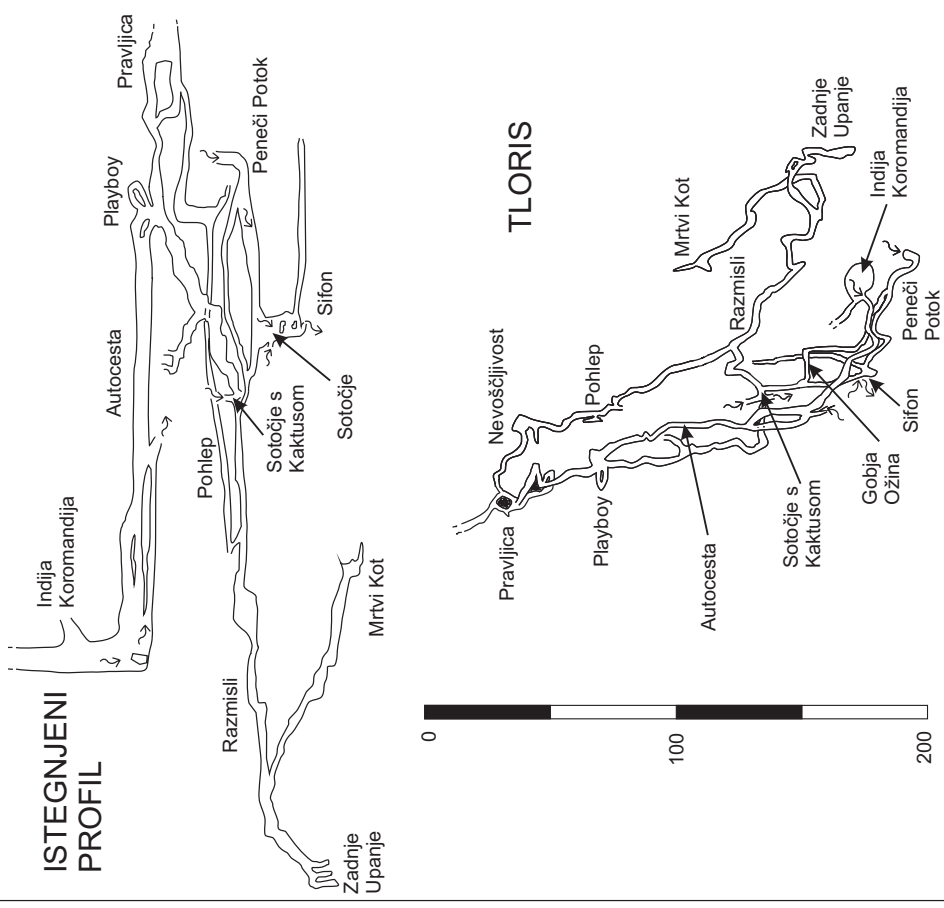 ISTEGNJENI
PROFIL
Indija
Koromandija
Autocesta
Playboy
Pravljica
Peneči Potok
Sifon
Sotočje
Sotočje s
Kaktusom
Pohlep
Razmisli
Mrtvi Kot
Zadnje
Upanje
TLORIS
Pravljica
Nevoščljivost
Playboy
Pohlep
Autocesta
Razmisli
Mrtvi Kot
Zadnje
Upanje
Indija
Koromandija
Sotočje s
Kaktusom
Gobja
Ožina
Sifon
Peneči
Potok
0
100
200